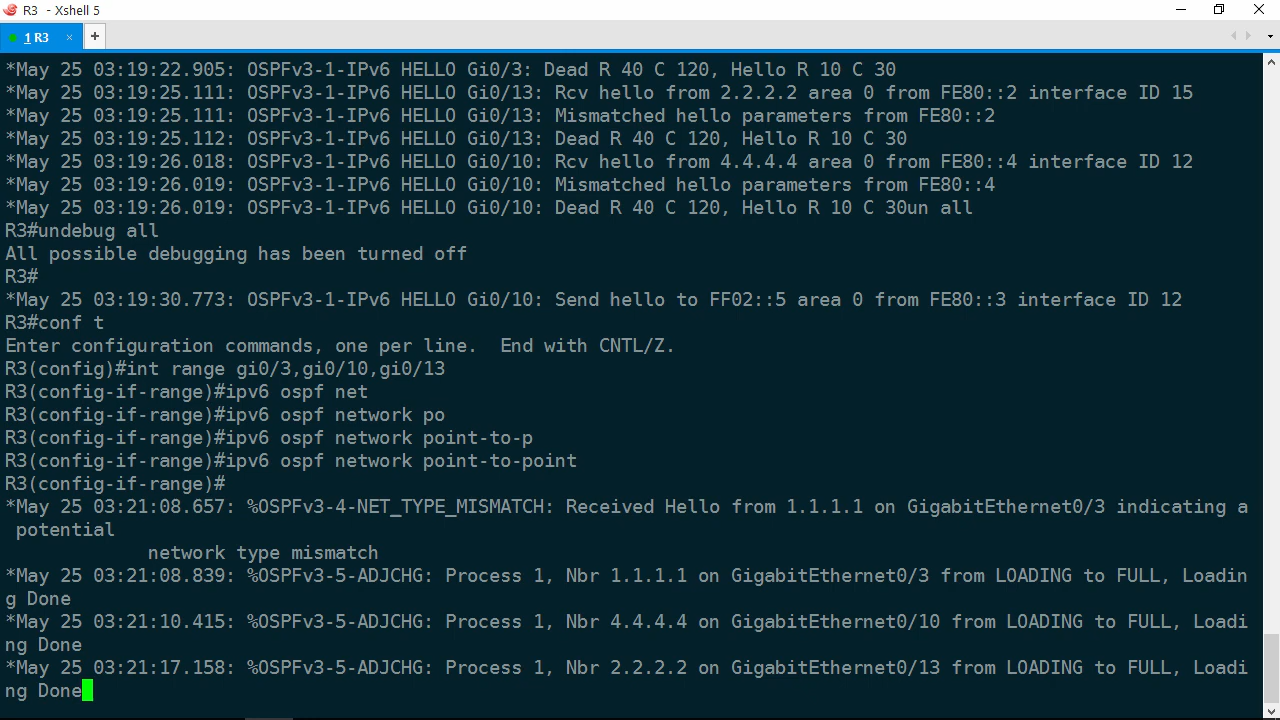 R3 - Xshell 5
1 R3 × +
*May 25 03:19:22.905: OSPFv3-1-IPv6 HELLO Gi0/3: Dead R 40 C 120, Hello R 10 C 30
*May 25 03:19:25.111: OSPFv3-1-IPv6 HELLO Gi0/13: Rcv hello from 2.2.2.2 area 0 from FE80::2 interface ID 15
*May 25 03:19:25.111: OSPFv3-1-IPv6 HELLO Gi0/13: Mismatched hello parameters from FE80::2
*May 25 03:19:25.112: OSPFv3-1-IPv6 HELLO Gi0/13: Dead R 40 C 120, Hello R 10 C 30
*May 25 03:19:26.018: OSPFv3-1-IPv6 HELLO Gi0/10: Rcv hello from 4.4.4.4 area 0 from FE80::4 interface ID 12
*May 25 03:19:26.019: OSPFv3-1-IPv6 HELLO Gi0/10: Mismatched hello parameters from FE80::4
*May 25 03:19:26.019: OSPFv3-1-IPv6 HELLO Gi0/10: Dead R 40 C 120, Hello R 10 C 30un all
R3#undebug all
All possible debugging has been turned off
R3#
*May 25 03:19:30.773: OSPFv3-1-IPv6 HELLO Gi0/10: Send hello to FF02::5 area 0 from FE80::3 interface ID 12
R3#conf t
Enter configuration commands, one per line.  End with CNTL/Z.
R3(config)#int range gi0/3,gi0/10,gi0/13
R3(config-if-range)#ipv6 ospf net
R3(config-if-range)#ipv6 ospf network po
R3(config-if-range)#ipv6 ospf network point-to-p
R3(config-if-range)#ipv6 ospf network point-to-point
R3(config-if-range)#
*May 25 03:21:08.657: %OSPFv3-4-NET_TYPE_MISMATCH: Received Hello from 1.1.1.1 on GigabitEthernet0/3 indicating a
potential
network type mismatch
*May 25 03:21:08.839: %OSPFv3-5-ADJCHG: Process 1, Nbr 1.1.1.1 on GigabitEthernet0/3 from LOADING to FULL, Loadin
g Done
*May 25 03:21:10.415: %OSPFv3-5-ADJCHG: Process 1, Nbr 4.4.4.4 on GigabitEthernet0/10 from LOADING to FULL, Loadi
ng Done
*May 25 03:21:17.158: %OSPFv3-5-ADJCHG: Process 1, Nbr 2.2.2.2 on GigabitEthernet0/13 from LOADING to FULL, Loadi
ng Done